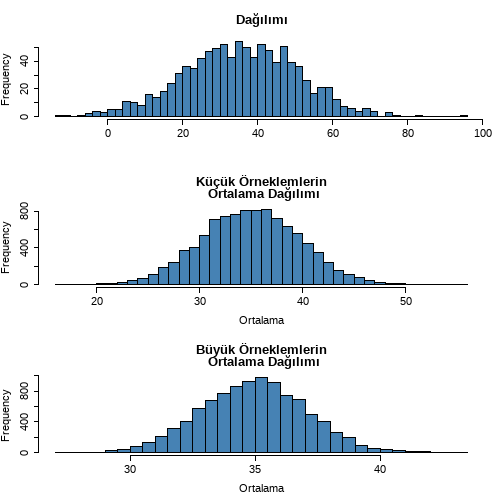 Dağılımı
Frequency
0 20 40
0 20 40 60 80 100
Küçük Örneklemlerin
Ortalama Dağılımı
Frequency
0 400 800
20 30 40 50
Ortalama
Büyük Örneklemlerin
Ortalama Dağılımı
Frequency
0 400 800
30 35 40
Ortalama